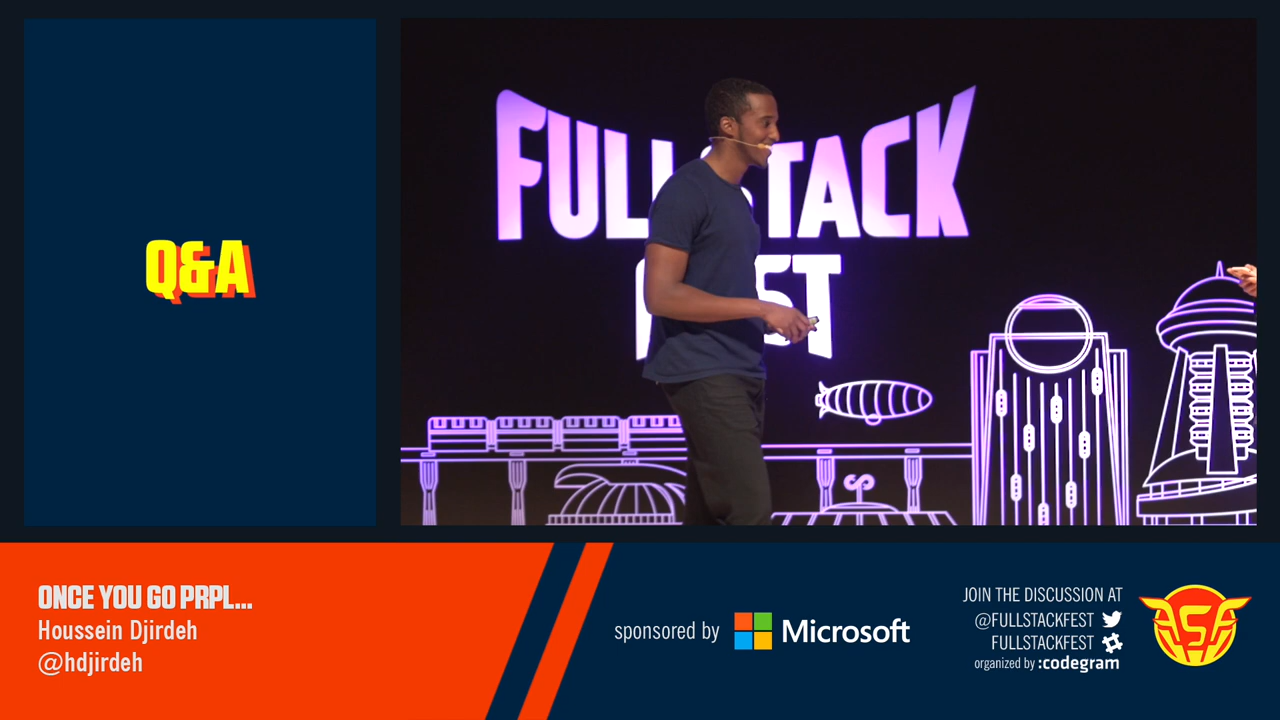 Q&A
FULLSTACK
FEST
ONCE YOU GO PRPL...
Houssein Djirdeh
@hdjirdeh
sponsored by Microsoft
JOIN THE DISCUSSION AT
@FULLSTACKFEST
FULLSTACKFEST
organized by :codegram
FSF